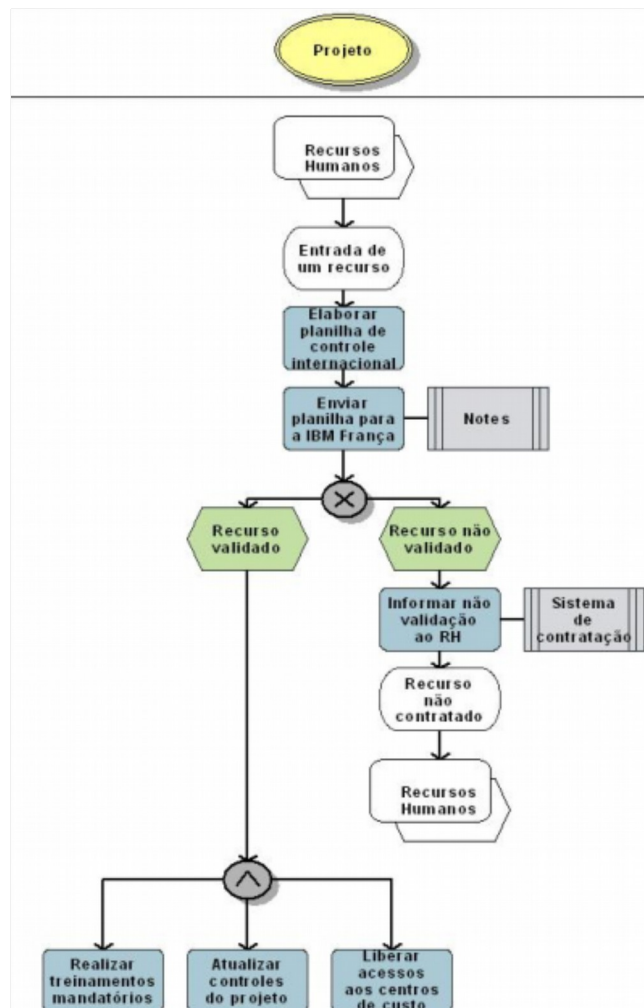 Projeto
Recursos
Humanos
Entrada de
um recurso
Elaborar
planilha de
controle
internacional
Enviar
planilha para
a IBM França
Notes
Recurso
validado
Recurso não
validado
Informar não
validação
ao RH
Sistema
de
contratação
Recurso
não
contratado
Recursos
Humanos
Realizar
treinamentos
mandatórios
Atualizar
controles
do projeto
Liberar
acessos
aos centros
de custo